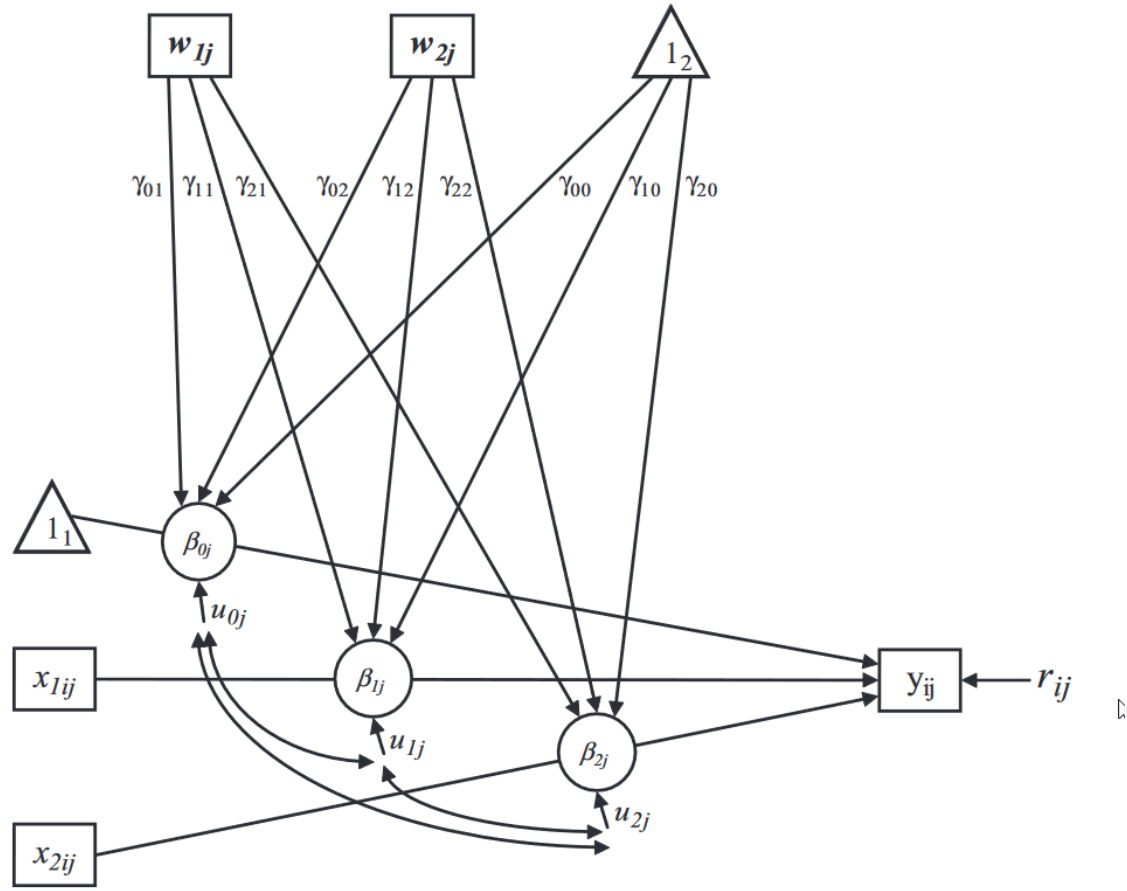 w₁ⱼ
w₂ⱼ
1₂
γ₀₁ γ₁₁ γ₂₁ γ₀₂ γ₁₂ γ₂₂ γ₀₀ γ₁₀ γ₂₀
1₁
β₀ⱼ
u₀ⱼ
x₁ᵢⱼ
β₁ⱼ
yᵢⱼ
rᵢⱼ
u₁ⱼ
β₂ⱼ
u₂ⱼ
x₂ᵢⱼ